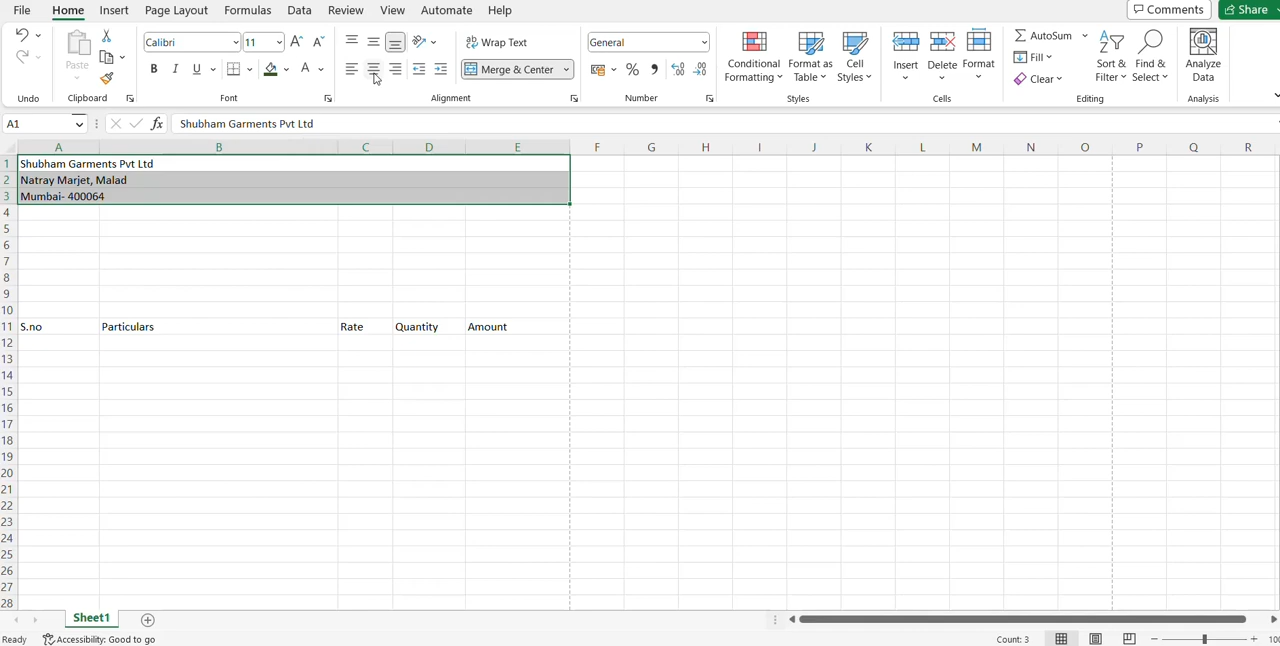 File Home Insert Page Layout Formulas Data Review View Automate Help Comments Share
Calibri 11 Wrap Text General AutoSum
Paste B I U A Merge & Center % Conditional Formatting Format as Table Cell Styles Insert Delete Format Fill Clear Sort & Filter Find & Select Analyze Data
Undo Clipboard Font Alignment Number Styles Cells Editing Analysis
A1 fx Shubham Garments Pvt Ltd
A B C D E F G H I J K L M N O P Q R
1 Shubham Garments Pvt Ltd
2 Natray Marjet, Malad
3 Mumbai- 400064
4
5
6
7
8
9
10
11 S.no Particulars Rate Quantity Amount
12
13
14
15
16
17
18
19
20
21
22
23
24
25
26
27
28
Sheet1
Ready Accessibility: Good to go Count: 3 100